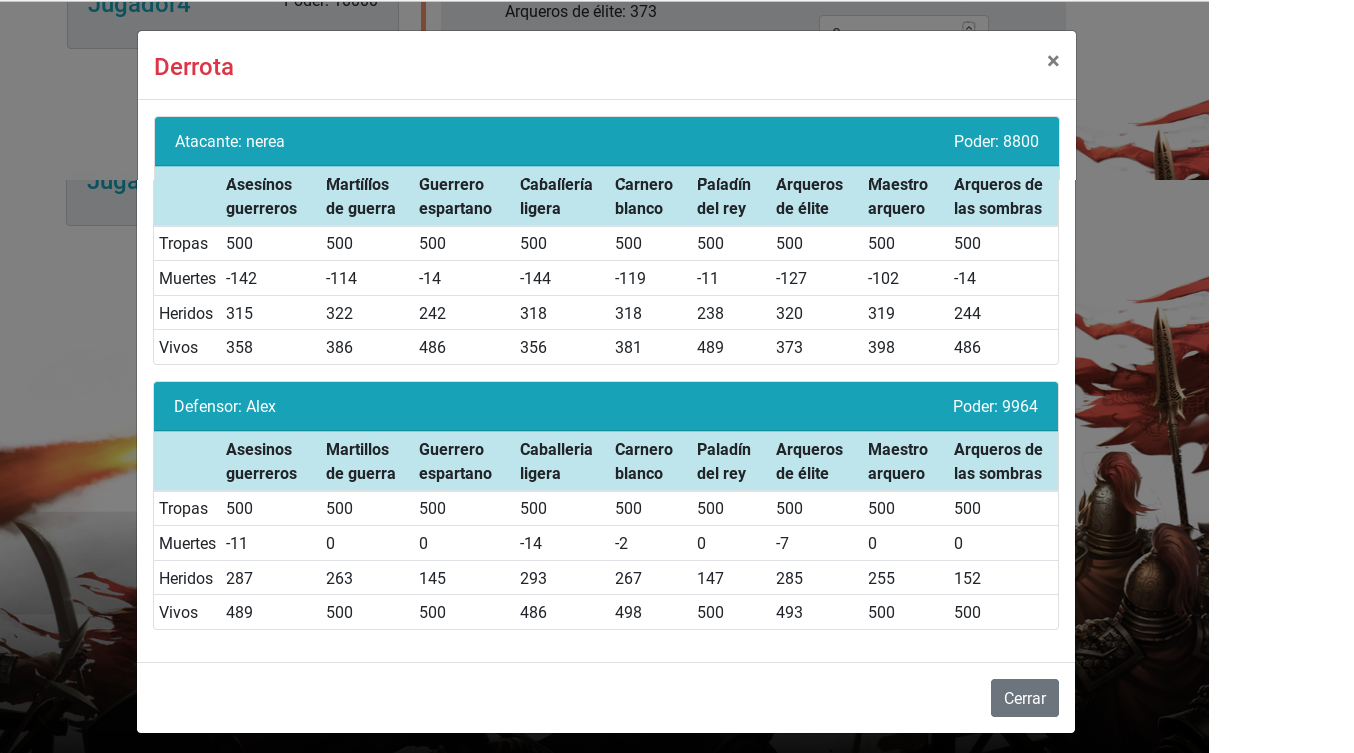 Jugador4 Poder: 10000
Arqueros de élite: 373
Derrota ×
Atacante: nerea Poder: 8800
Asesinos Martillos Guerrero Caballería Carnero Paladín Arqueros Maestro Arqueros de
guerreros de guerra espartano ligera blanco del rey de élite arquero las sombras
Tropas 500 500 500 500 500 500 500 500 500
Muertes -142 -114 -14 -144 -119 -11 -127 -102 -14
Heridos 315 322 242 318 318 238 320 319 244
Vivos 358 386 486 356 381 489 373 398 486
Defensor: Alex Poder: 9964
Asesinos Martillos Guerrero Caballeria Carnero Paladín Arqueros Maestro Arqueros de
guerreros de guerra espartano ligera blanco del rey de élite arquero las sombras
Tropas 500 500 500 500 500 500 500 500 500
Muertes -11 0 0 -14 -2 0 -7 0 0
Heridos 287 263 145 293 267 147 285 255 152
Vivos 489 500 500 486 498 500 493 500 500
Cerrar